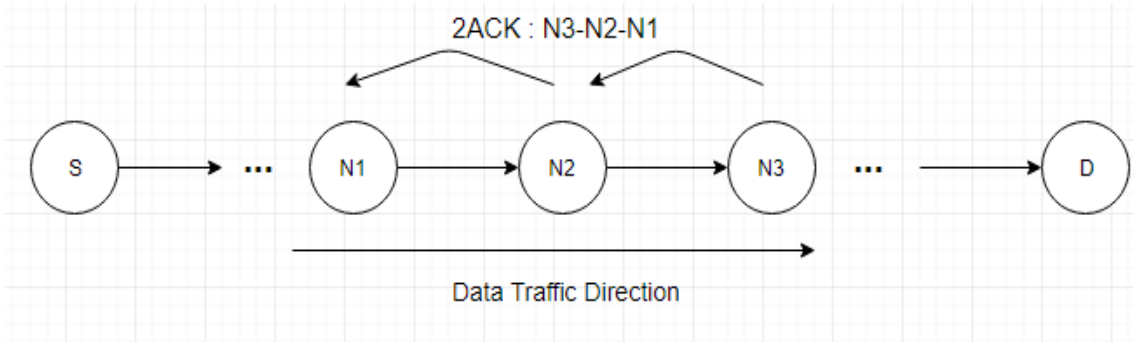 2ACK : N3-N2-N1
S ... N1 N2 N3 ... D
Data Traffic Direction